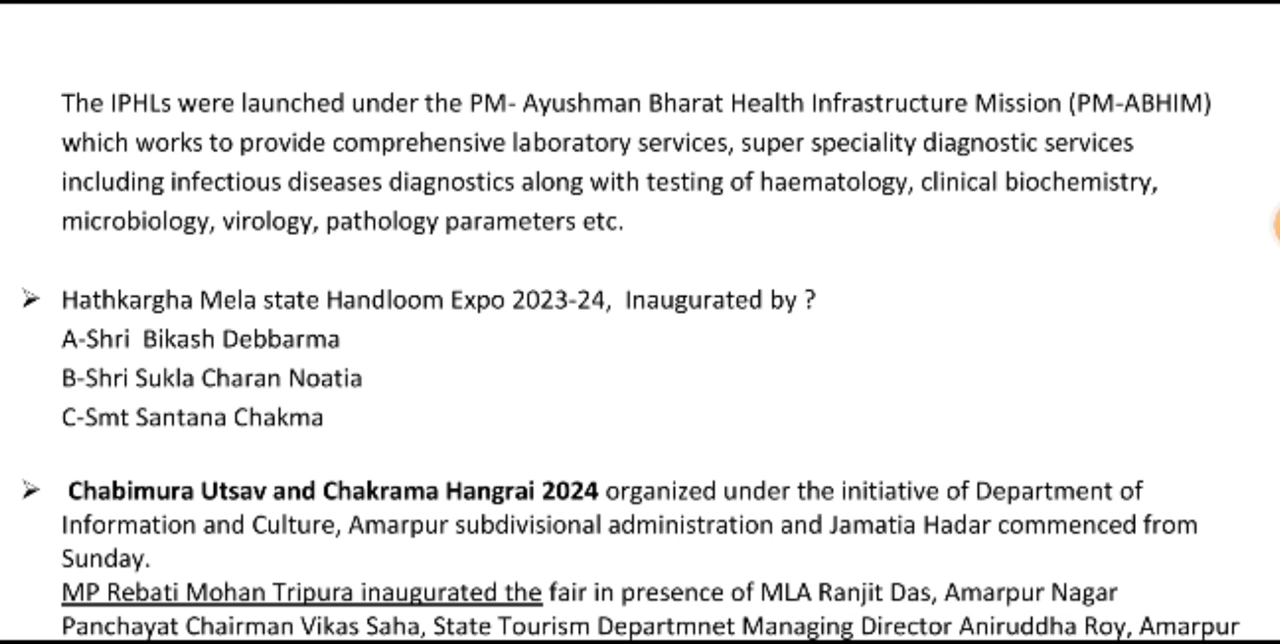 The IPHLs were launched under the PM- Ayushman Bharat Health Infrastructure Mission (PM-ABHIM)
which works to provide comprehensive laboratory services, super speciality diagnostic services
including infectious diseases diagnostics along with testing of haematology, clinical biochemistry,
microbiology, virology, pathology parameters etc.
➢ Hathkargha Mela state Handloom Expo 2023-24, Inaugurated by ?
A-Shri Bikash Debbarma
B-Shri Sukla Charan Noatia
C-Smt Santana Chakma
➢ Chabimura Utsav and Chakrama Hangrai 2024 organized under the initiative of Department of
Information and Culture, Amarpur subdivisional administration and Jamatia Hadar commenced from
Sunday.
MP Rebati Mohan Tripura inaugurated the fair in presence of MLA Ranjit Das, Amarpur Nagar
Panchayat Chairman Vikas Saha, State Tourism Departmnet Managing Director Aniruddha Roy, Amarpur